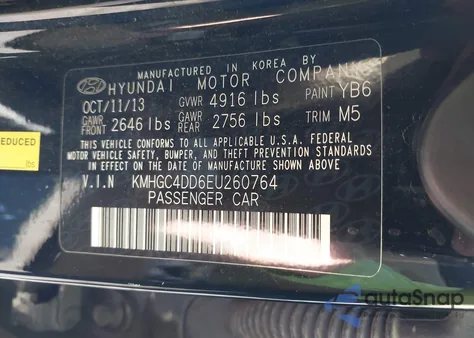 MANUFACTURED IN KOREA BY
HYUNDAI MOTOR COMPANY
OCT/11/13 GVWR 4916 lbs PAINT YB6
GAWR FRONT 2646 lbs GAWR REAR 2756 lbs TRIM M5
THIS VEHICLE CONFORMS TO ALL APPLICABLE U.S.A. FEDERAL
MOTOR VEHICLE SAFETY, BUMPER, AND THEFT PREVENTION STANDARDS
IN EFFECT ON THE DATE OF MANUFACTURE SHOWN ABOVE.
V.I.N KMHGC4DD6EU260764
PASSENGER CAR
REDUCED
autoSnap